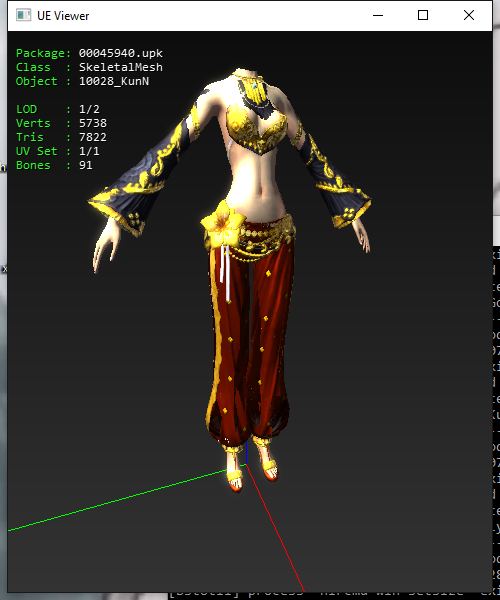 UE Viewer
Package: 00045940.upk
Class  : SkeletalMesh
Object : 10028_KunN
LOD    : 1/2
Verts  : 5738
Tris   : 7822
UV Set : 1/1
Bones  : 91